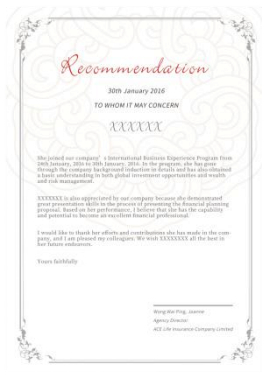 Recommendation
30th January 2016
TO WHOM IT MAY CONCERN
XXXXXX
She joined our company's International Business Experience Program from
24th January, 2016 to 30th January, 2016. In the program, she has gone
through the company background induction in details and has also obtained
a basic understanding in both global investment opportunities and wealth
and risk management.
XXXXXXX is also appreciated by our company because she demonstrated
great presentation skills in the process of presenting the financial planning
proposal. Based on her performance, I believe that she has the capability
and potential to become an excellent financial professional.
I would like to thank her efforts and contributions she has made to the com-
pany, and I am pleased my colleagues. We wish XXXXXXXX all the best in
her future endeavors.
Yours faithfully
Wong Wai Ping, Joanne
Agency Director
ACE Life Insurance Company Limited